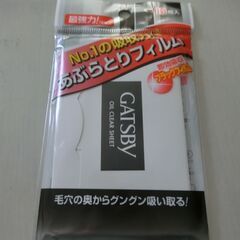 最強力!
No.1の吸収力!
あぶらとりフィルム
GATSBY
OIL CLEAR SHEET
毛穴の奥からグングン吸い取る!